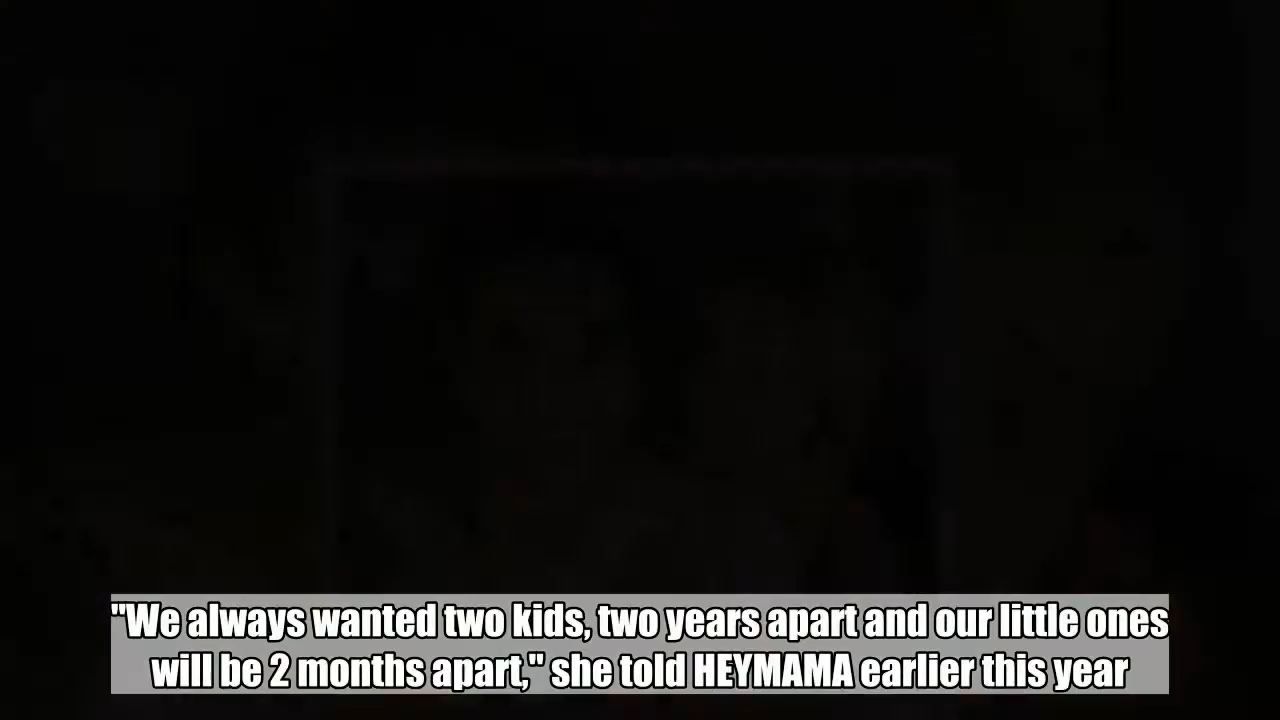 "We always wanted two kids, two years apart and our little ones
will be 2 months apart," she told HEYMAMA earlier this year